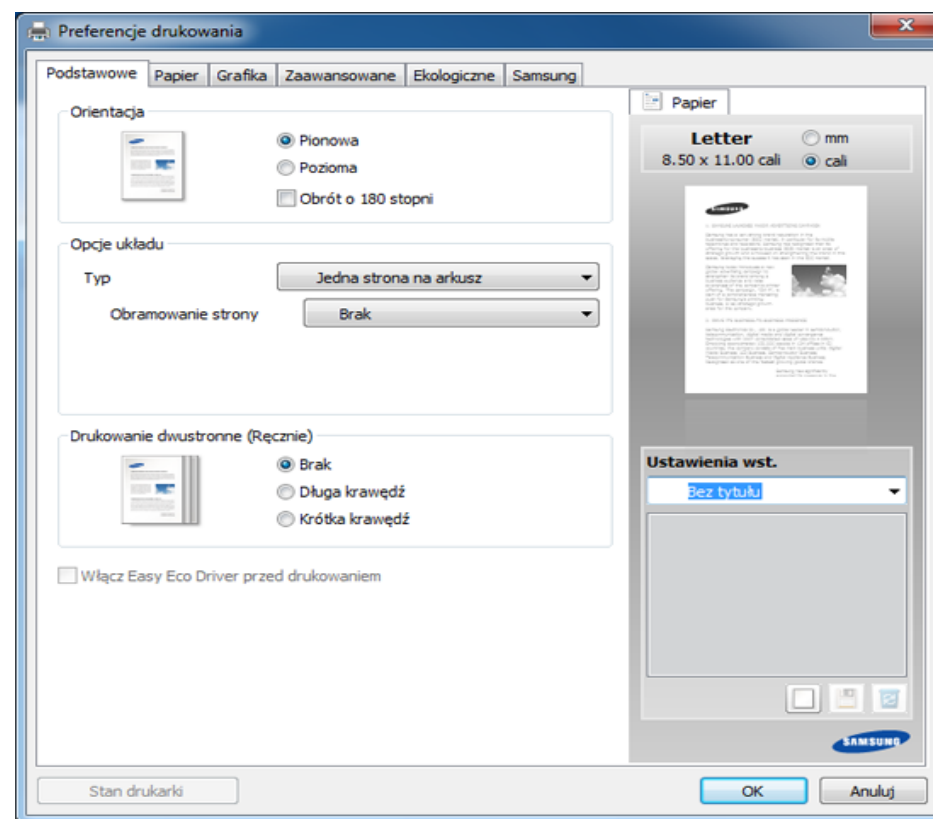 Preferencje drukowania
Podstawowe Papier Grafika Zaawansowane Ekologiczne Samsung
Orientacja
Pionowa
Pozioma
Obrót o 180 stopni
Opcje układu
Typ Jedna strona na arkusz
Obramowanie strony Brak
Drukowanie dwustronne (Ręcznie)
Brak
Długa krawędź
Krótka krawędź
Włącz Easy Eco Driver przed drukowaniem
Papier
Letter mm
8.50 x 11.00 cali cali
SAMSUNG
Ustawienia wst.
Bez tytułu
SAMSUNG
Stan drukarki OK Anuluj